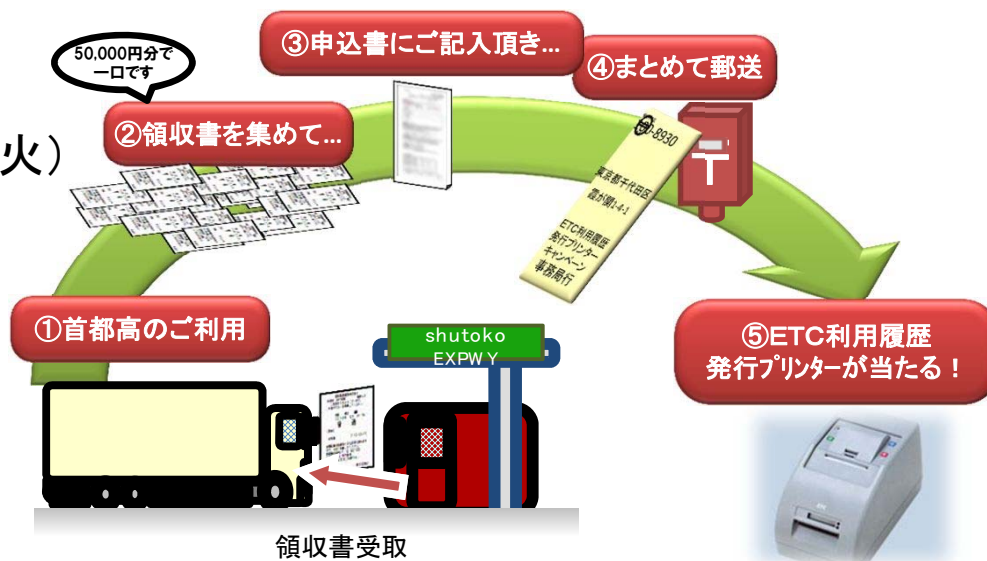 50,000円分で
一口です
③申込書にご記入頂き...
④まとめて郵送
②領収書を集めて...
火）
-8930
東京都千代田区
霞が関1-4-1
ETC利用履歴
発行プリンター
キャンペーン
事務局行
〒
①首都高のご利用
shutoko
EXPWY
⑤ETC利用履歴
発行プリンターが当たる！
領収書受取